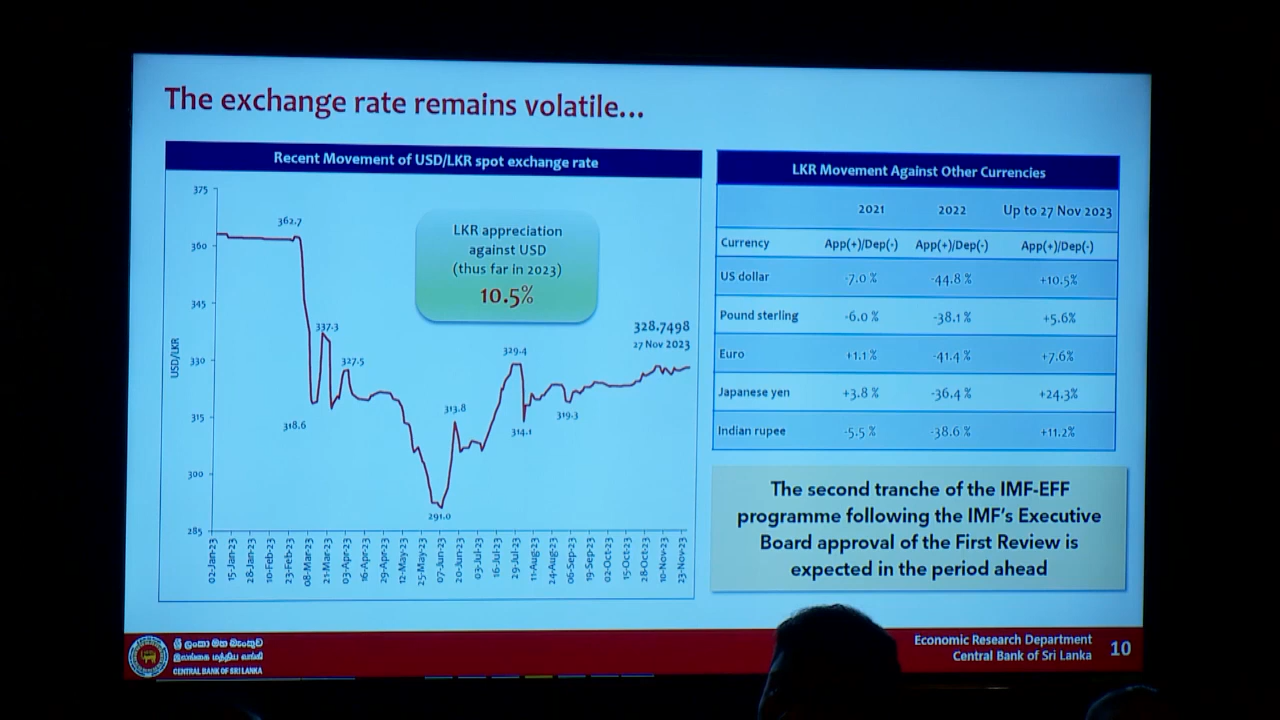 The exchange rate remains volatile...
Recent Movement of USD/LKR spot exchange rate
USD/LKR
375
360
345
330
315
300
285
362.7
337.3
327.5
318.6
313.8
291.0
329.4
314.1
319.3
LKR appreciation
against USD
(thus far in 2023)
10.5%
328.7498
27 Nov 2023
02-Jan-23
15-Jan-23
28-Jan-23
10-Feb-23
23-Feb-23
08-Mar-23
21-Mar-23
03-Apr-23
16-Apr-23
29-Apr-23
12-May-23
25-May-23
07-Jun-23
20-Jun-23
03-Jul-23
16-Jul-23
29-Jul-23
11-Aug-23
24-Aug-23
06-Sep-23
19-Sep-23
02-Oct-23
15-Oct-23
28-Oct-23
10-Nov-23
23-Nov-23
LKR Movement Against Other Currencies
2021 2022 Up to 27 Nov 2023
Currency App(+)/Dep(-) App(+)/Dep(-) App(+)/Dep(-)
US dollar -7.0 % -44.8 % +10.5%
Pound sterling -6.0 % -38.1 % +5.6%
Euro +1.1 % -41.4 % +7.6%
Japanese yen +3.8 % -36.4 % +24.3%
Indian rupee -5.5 % -38.6 % +11.2%
The second tranche of the IMF-EFF
programme following the IMF's Executive
Board approval of the First Review is
expected in the period ahead
ශ්‍රී ලංකා මහ බැංකුව
இலங்கை மத்திய வங்கி
CENTRAL BANK OF SRI LANKA
Economic Research Department
Central Bank of Sri Lanka
10